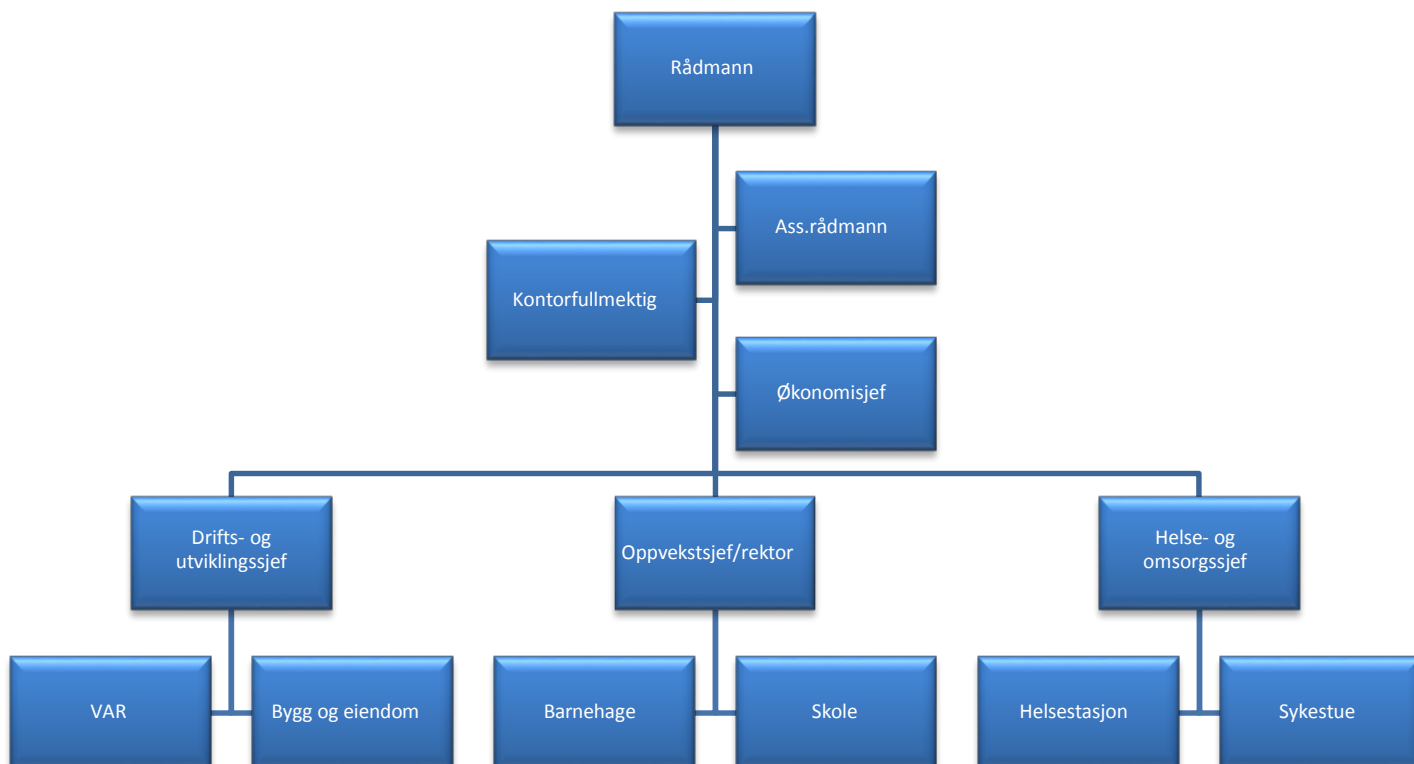 Rådmann
Ass.rådmann
Kontorfullmektig
Økonomisjef
Drifts- og
utviklingssjef
Oppvekstsjef/rektor
Helse- og
omsorgssjef
VAR
Bygg og eiendom
Barnehage
Skole
Helsestasjon
Sykestue